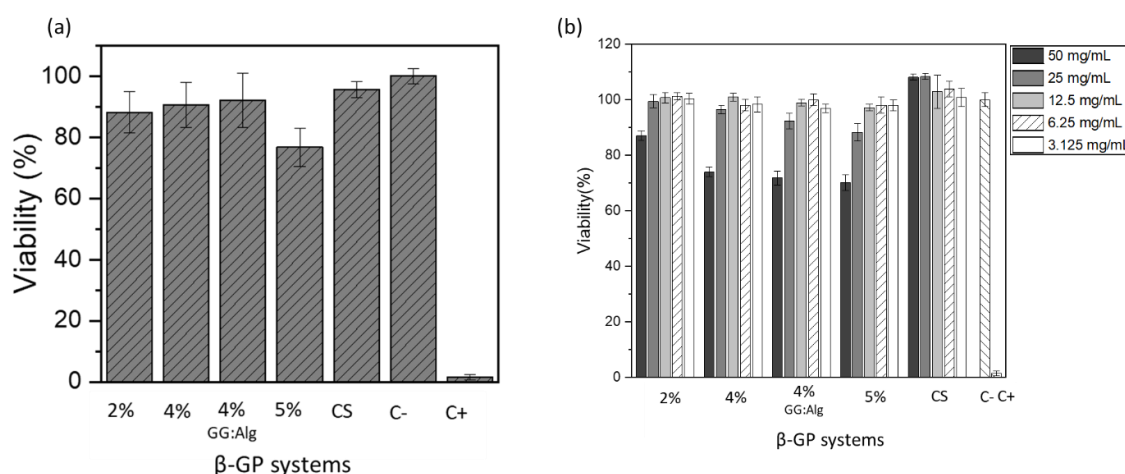 (a)
100
80
60
40
20
0
Viability (%)
2% 4% 4% 5% CS C- C+
GG:Alg
β-GP systems
(b)
120
100
80
60
40
20
0
Viability(%)
2% 4% 4% 5% CS C- C+
GG:Alg
β-GP systems
50 mg/mL
25 mg/mL
12.5 mg/mL
6.25 mg/mL
3.125 mg/mL